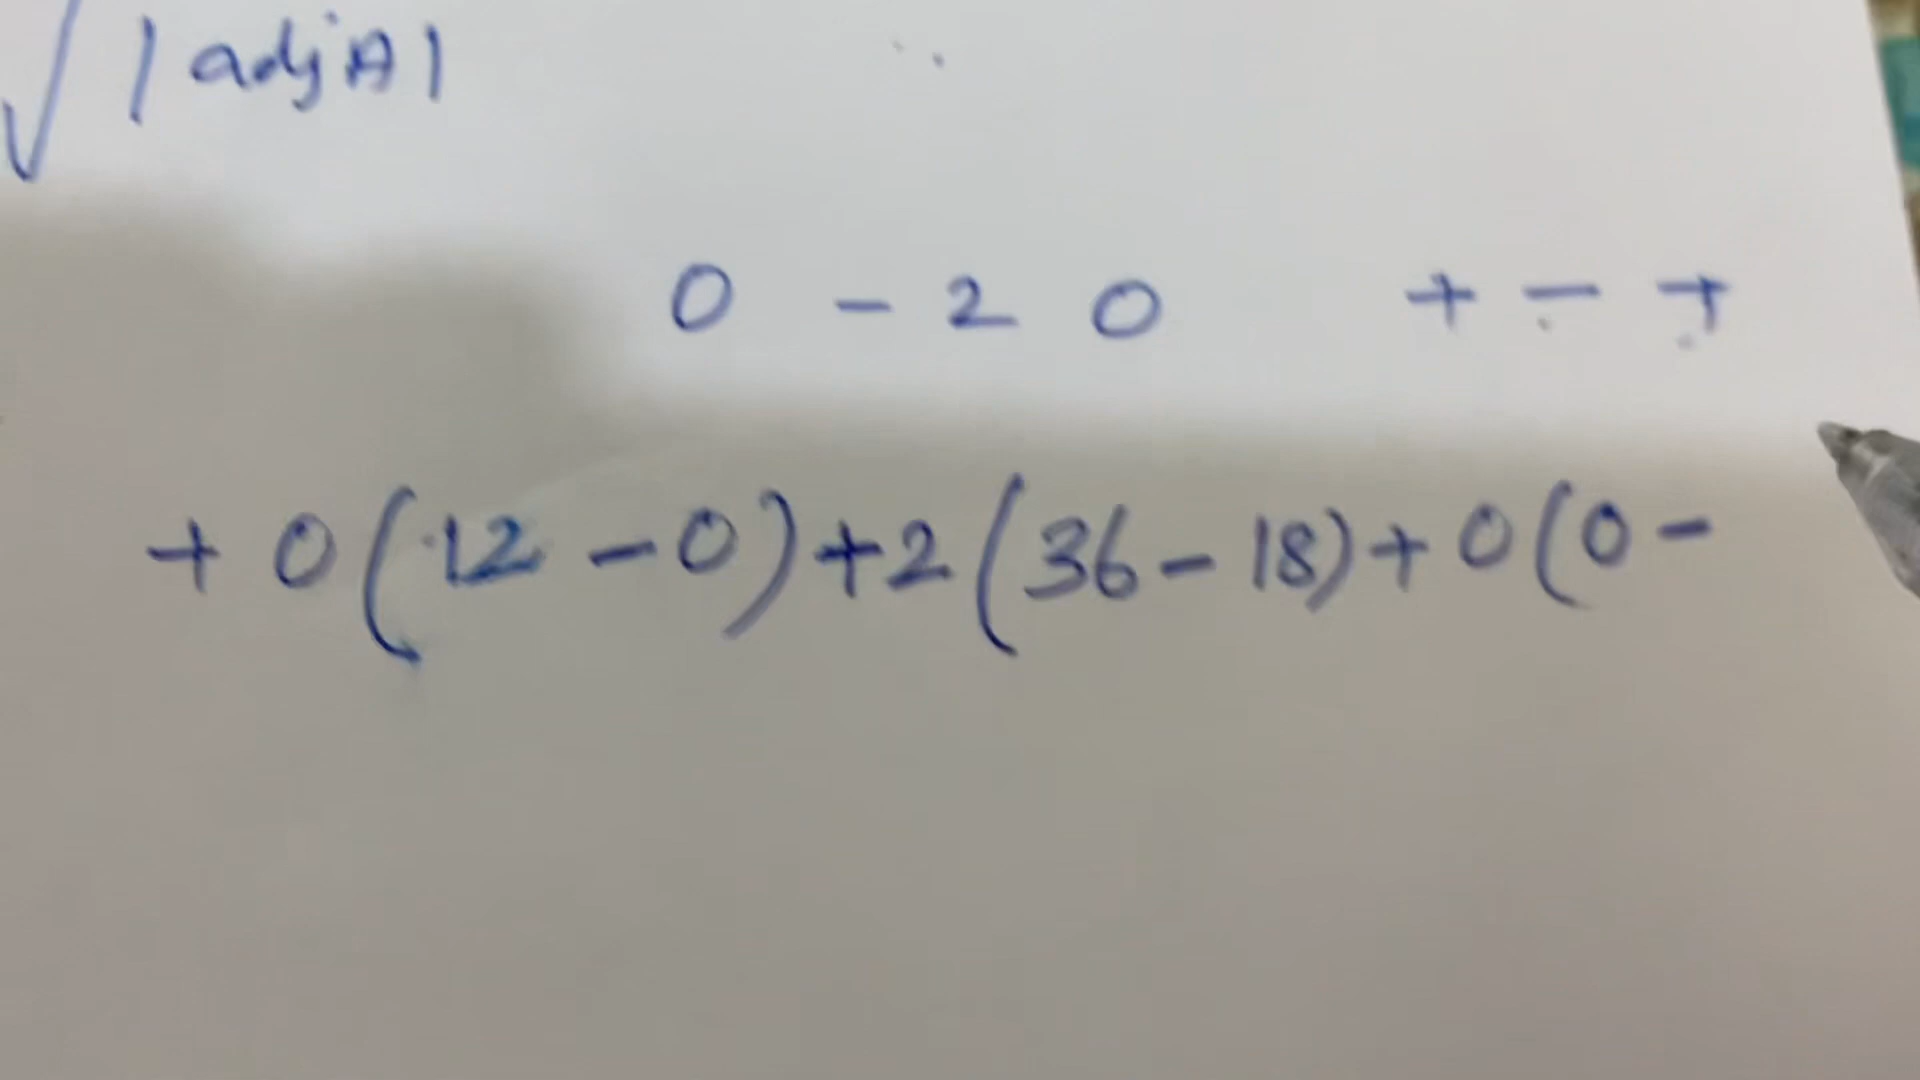 √|adjA|
0 -2 0 + - +
+ 0(12-0)+2(36-18)+0(0-